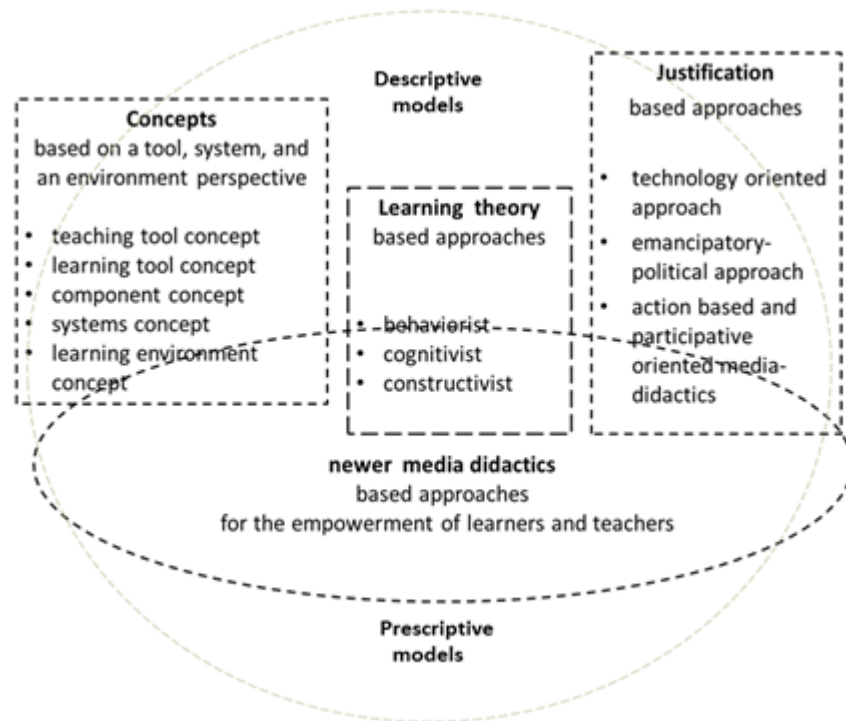 Descriptive
models
Concepts
based on a tool, system, and
an environment perspective
• teaching tool concept
• learning tool concept
• component concept
• systems concept
• learning environment
concept
Learning theory
based approaches
• behaviorist
• cognitivist
• constructivist
Justification
based approaches
• technology oriented
approach
• emancipatory-
political approach
• action based and
participative
oriented media-
didactics
newer media didactics
based approaches
for the empowerment of learners and teachers
Prescriptive
models